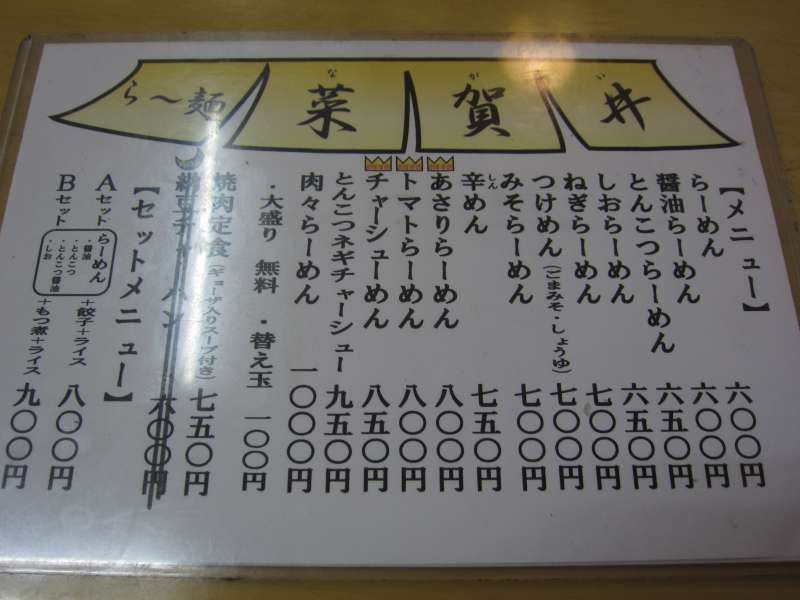 ら〜麺 菜賀井
【メニュー】
らーめん 六〇〇円
醤油らーめん 六〇〇円
とんこつらーめん 六五〇円
しおらーめん 六五〇円
ねぎらーめん 七〇〇円
つけめん(ごまみそ・しょうゆ) 七〇〇円
みそらーめん 七〇〇円
辛めん 七五〇円
あさりらーめん 八〇〇円
トマトらーめん 八〇〇円
チャーシューめん 八五〇円
とんこつネギチャーシュー 九五〇円
肉々らーめん 一〇〇〇円
・大盛り 無料 ・替え玉 一〇〇円
焼肉定食(ギョーザ入りスープ付き) 七五〇円
チャーハン 六〇〇円
【セットメニュー】
Aセット らーめん +餃子+ライス 八〇〇円
・醤油
・とんこつ
・とんこつ醤油
・しお
Bセット +もつ煮+ライス 九〇〇円